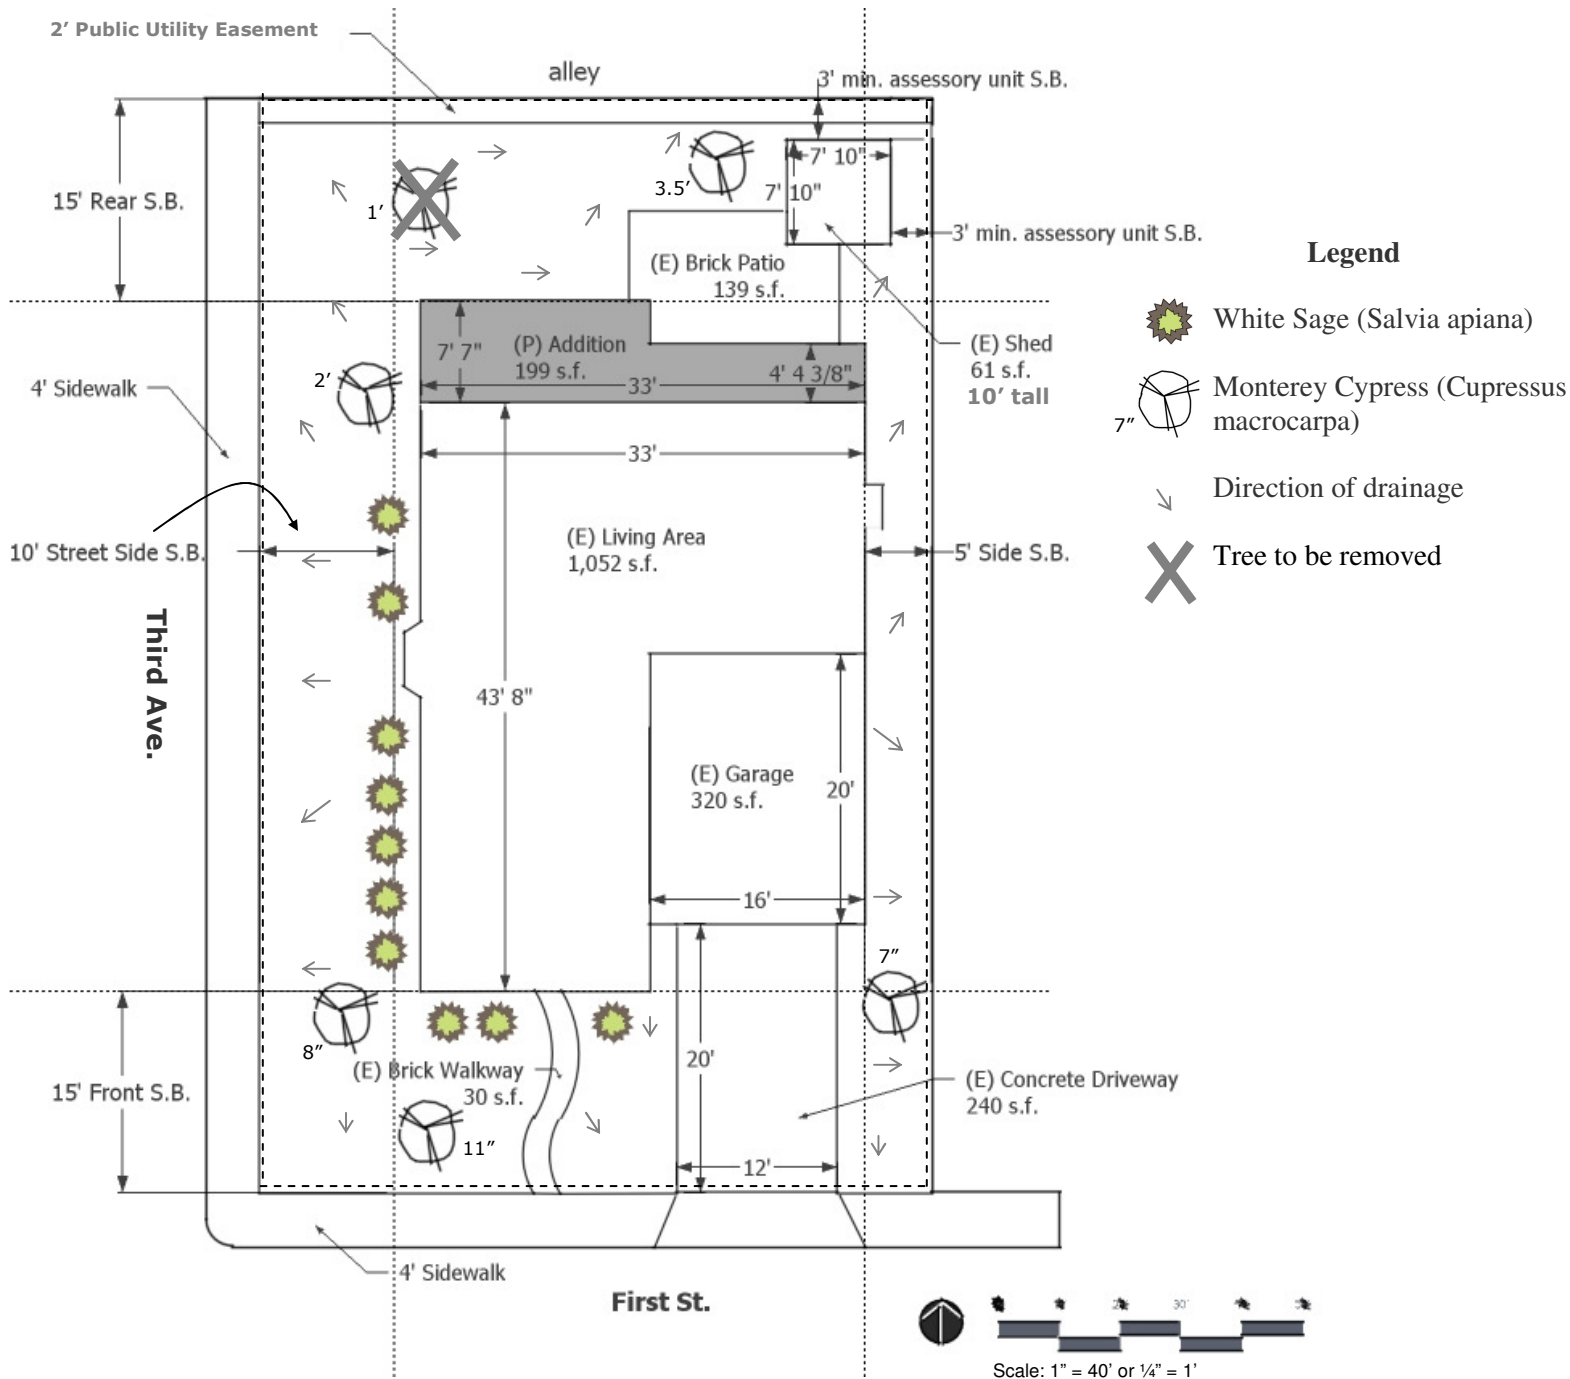 2’ Public Utility Easement
alley
3' min. assessory unit S.B.
7' 10"
7' 10"
15' Rear S.B.
3.5’
1’
3' min. assessory unit S.B.
(E) Brick Patio
139 s.f.
Legend
White Sage (Salvia apiana)
(P) Addition
199 s.f.
7' 7"
33'
4' 4 3/8"
(E) Shed
61 s.f.
10’ tall
4' Sidewalk
2’
7”
Monterey Cypress (Cupressus
macrocarpa)
33'
Direction of drainage
10' Street Side S.B.
(E) Living Area
1,052 s.f.
5' Side S.B.
Tree to be removed
Third Ave.
43' 8"
(E) Garage
320 s.f.
20'
16'
7”
8”
(E) Brick Walkway
30 s.f.
20'
15' Front S.B.
(E) Concrete Driveway
240 s.f.
11”
12'
4' Sidewalk
First St.
30'
Scale: 1” = 40’ or ¼” = 1’